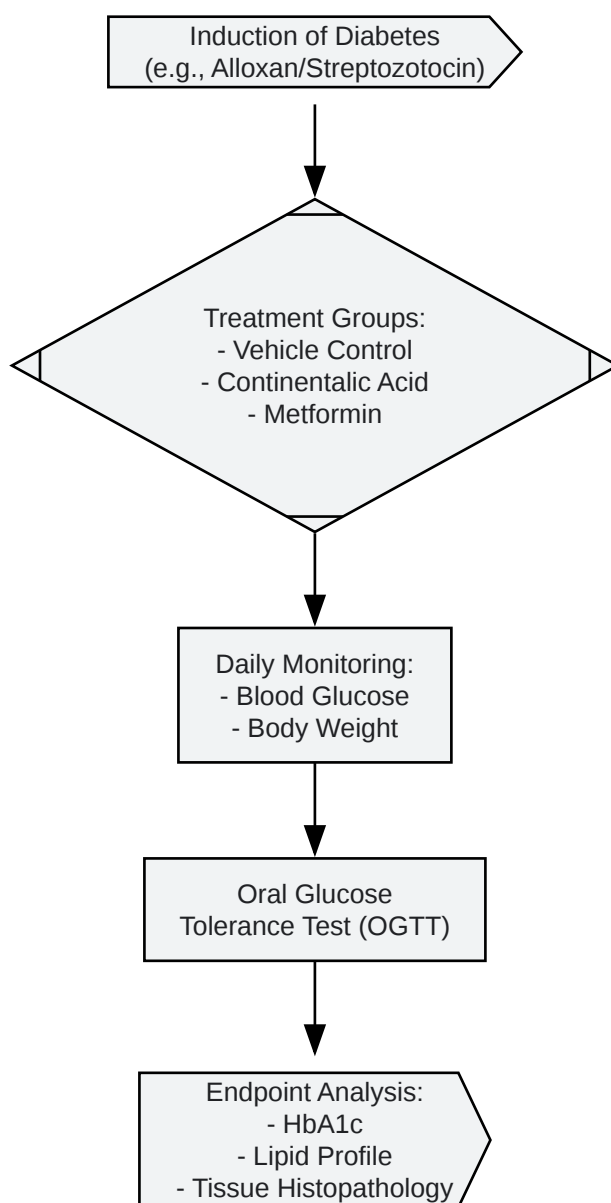 Induction of Diabetes
(e.g., Alloxan/Streptozotocin)
Treatment Groups:
- Vehicle Control
- Continentalic Acid
- Metformin
Daily Monitoring:
- Blood Glucose
- Body Weight
Oral Glucose
Tolerance Test (OGTT)
Endpoint Analysis:
- HbA1c
- Lipid Profile
- Tissue Histopathology